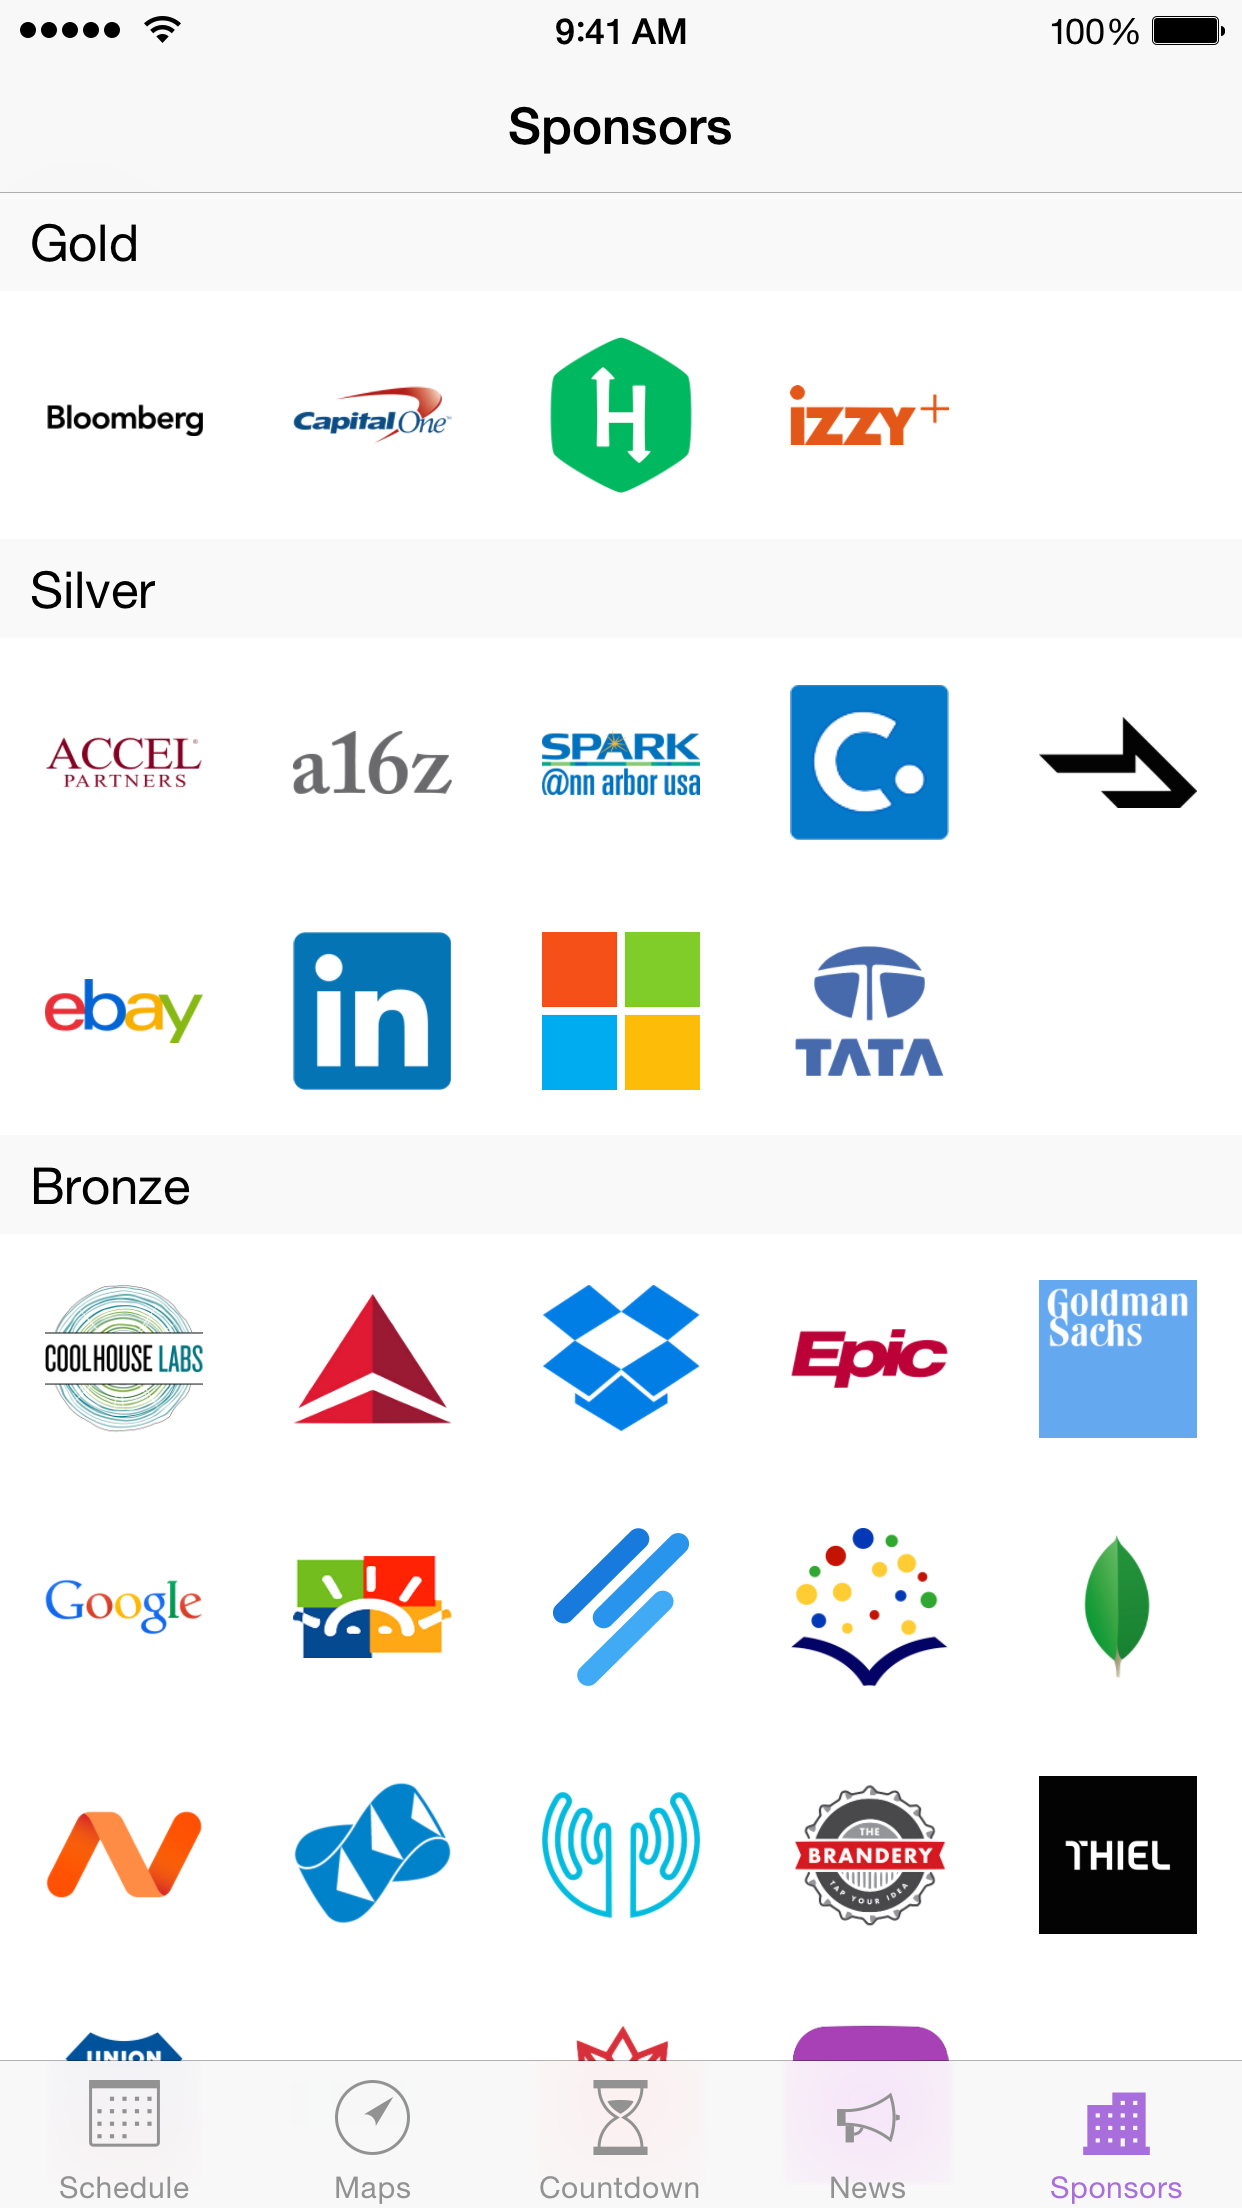 9:41 AM
100%
Sponsors
Gold
Bloomberg
Capital One
H
izzy+
Silver
ACCEL
PARTNERS
a16z
SPARK
@nn arbor usa
C.
ebay
in
TATA
Bronze
COOLHOUSE LABS
Epic
Goldman
Sachs
Google
THE
BRANDERY
TAP YOUR IDEA
THIEL
UNION
Schedule
Maps
Countdown
News
Sponsors